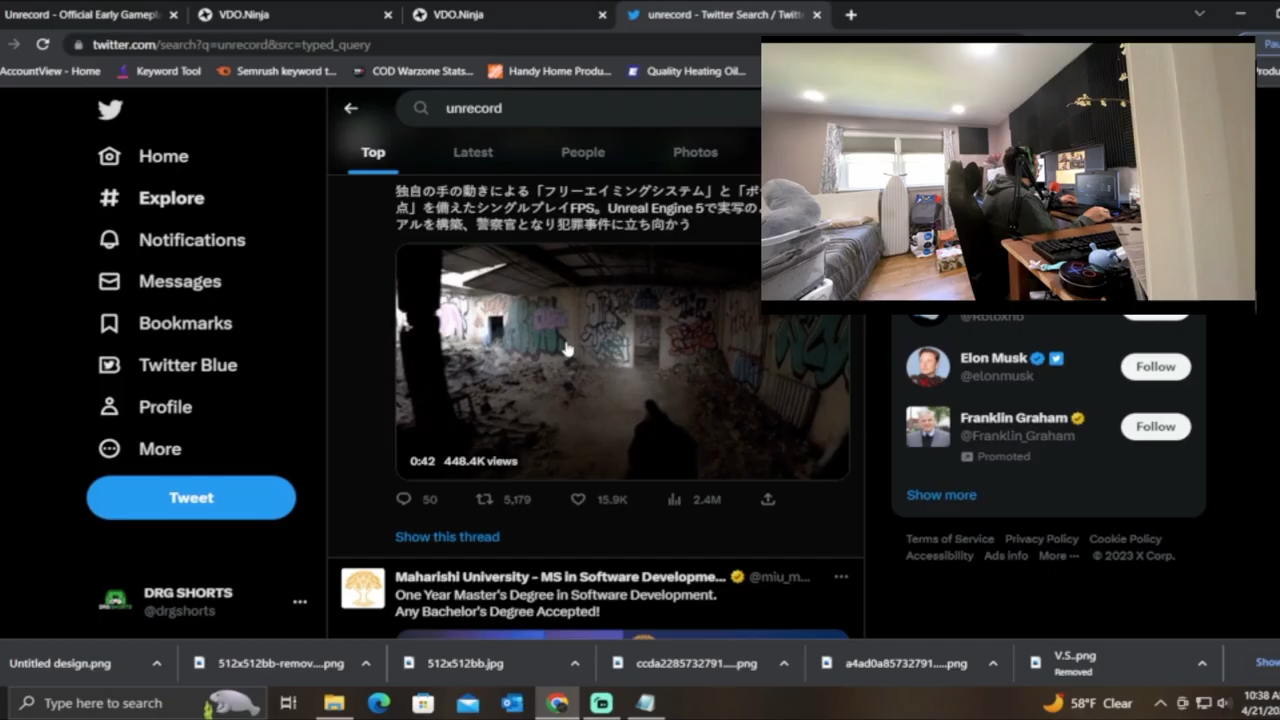 Unrecord - Official Early Gamepl
VDO.Ninja
VDO.Ninja
unrecord - Twitter Search / Twitt
twitter.com/search?q=unrecord&src=typed_query
AccountView - Home
Keyword Tool
Semrush keyword t...
COD Warzone Stats...
Handy Home Produ...
Quality Heating Oil...
Home
Explore
Notifications
Messages
Bookmarks
Twitter Blue
Profile
More
Tweet
DRG SHORTS
@drgshorts
unrecord
Top
Latest
People
Photos
独自の手の動きによる「フリーエイミングシステム」と「ボ
点」を備えたシングルプレイFPS。Unreal Engine 5で実写の
アルを構築、警察官となり犯罪事件に立ち向かう
0:42 448.4K views
50
5,179
15.9K
2.4M
Show this thread
Maharishi University - MS in Software Developme... @miu_m...
One Year Master's Degree in Software Development.
Any Bachelor's Degree Accepted!
Elon Musk
@elonmusk
Follow
Franklin Graham
@Franklin_Graham
Promoted
Follow
Show more
Terms of Service Privacy Policy Cookie Policy
Accessibility Ads info More ··· © 2023 X Corp.
Untitled design.png
512x512bb-remov....png
512x512bb.jpg
ccda2285732791.....png
a4ad0a85732791.....png
V.S..png
Removed
Show
Type here to search
58°F Clear
10:38 A
4/21/20